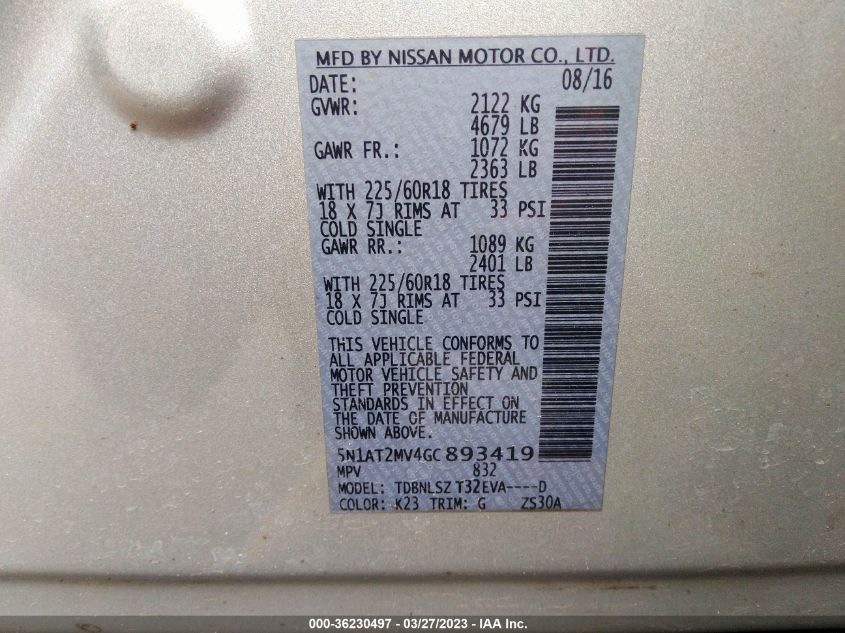 MFD BY NISSAN MOTOR CO., LTD.
DATE: 08/16
GVWR: 2122 KG
4679 LB
GAWR FR.: 1072 KG
2363 LB
WITH 225/60R18 TIRES
18 X 7J RIMS AT 33 PSI
COLD SINGLE
GAWR RR.: 1089 KG
2401 LB
WITH 225/60R18 TIRES
18 X 7J RIMS AT 33 PSI
COLD SINGLE
THIS VEHICLE CONFORMS TO
ALL APPLICABLE FEDERAL
MOTOR VEHICLE SAFETY AND
THEFT PREVENTION
STANDARDS IN EFFECT ON
THE DATE OF MANUFACTURE
SHOWN ABOVE.
5N1AT2MV4GC893419
MPV 832
MODEL: TDBNLSZ T32EVA----D
COLOR: K23 TRIM: G ZS30A
000-36230497 - 03/27/2023 - IAA Inc.